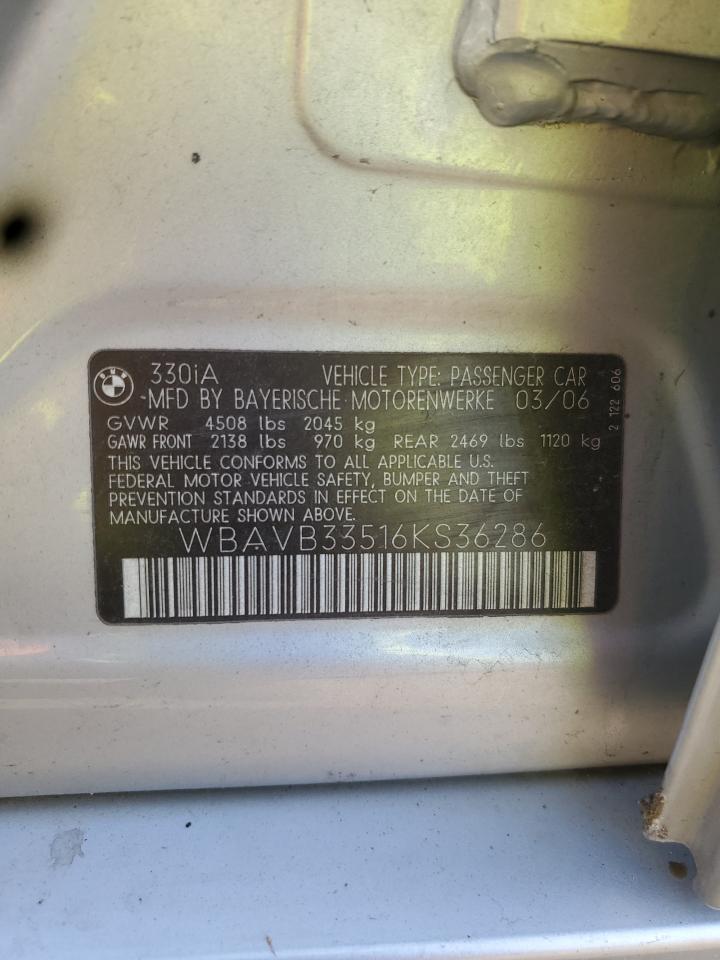 BMW
330iA VEHICLE TYPE: PASSENGER CAR
MFD BY BAYERISCHE MOTORENWERKE 03/06
GVWR 4508 lbs 2045 kg
GAWR FRONT 2138 lbs 970 kg REAR 2469 lbs 1120 kg
THIS VEHICLE CONFORMS TO ALL APPLICABLE U.S.
FEDERAL MOTOR VEHICLE SAFETY, BUMPER AND THEFT
PREVENTION STANDARDS IN EFFECT ON THE DATE OF
MANUFACTURE SHOWN ABOVE.
WBAVB33516KS36286
2 122 606